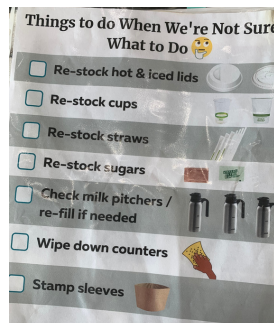 Things to do When We're Not Sure
What to Do
Re-stock hot & iced lids
Re-stock cups
Re-stock straws
Re-stock sugars
Check milk pitchers /
re-fill if needed
Wipe down counters
Stamp sleeves